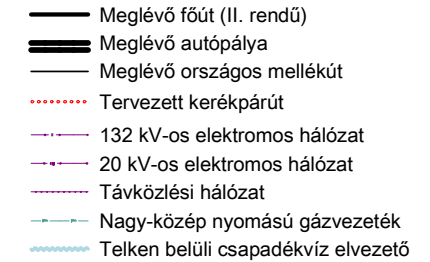 Meglévő főút (II. rendű)
Meglévő autópálya
Meglévő országos mellékút
Tervezett kerékpárút
132 kV-os elektromos hálózat
20 kV-os elektromos hálózat
Távközlési hálózat
Nagy-közép nyomású gázvezeték
Telken belüli csapadékvíz elvezető